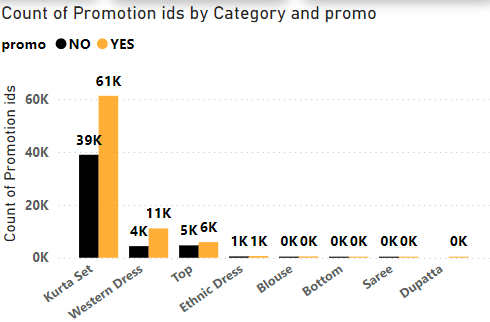 Count of Promotion ids by Category and promo
promo NO YES
Count of Promotion ids
60K
40K
20K
0K
39K 61K
4K 11K
5K 6K
1K 1K
0K 0K
0K 0K
0K 0K
0K
Kurta Set
Western Dress
Top
Ethnic Dress
Blouse
Bottom
Saree
Dupatta